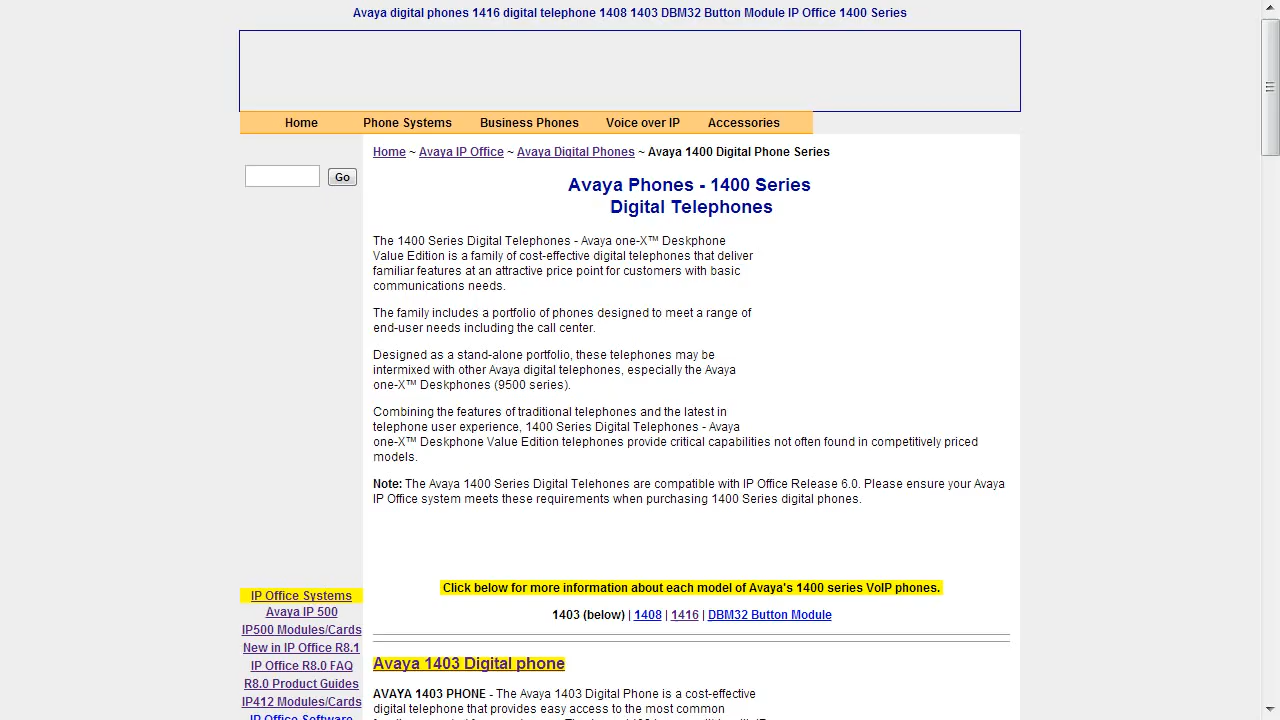 Avaya digital phones 1416 digital telephone 1408 1403 DBM32 Button Module IP Office 1400 Series
Home Phone Systems Business Phones Voice over IP Accessories
Go
Home ~ Avaya IP Office ~ Avaya Digital Phones ~ Avaya 1400 Digital Phone Series
Avaya Phones - 1400 Series
Digital Telephones
The 1400 Series Digital Telephones - Avaya one-X™ Deskphone
Value Edition is a family of cost-effective digital telephones that deliver
familiar features at an attractive price point for customers with basic
communications needs.
The family includes a portfolio of phones designed to meet a range of
end-user needs including the call center.
Designed as a stand-alone portfolio, these telephones may be
intermixed with other Avaya digital telephones, especially the Avaya
one-X™ Deskphones (9500 series).
Combining the features of traditional telephones and the latest in
telephone user experience, 1400 Series Digital Telephones - Avaya
one-X™ Deskphone Value Edition telephones provide critical capabilities not often found in competitively priced
models.
Note: The Avaya 1400 Series Digital Telehones are compatible with IP Office Release 6.0. Please ensure your Avaya
IP Office system meets these requirements when purchasing 1400 Series digital phones.
Click below for more information about each model of Avaya's 1400 series VoIP phones.
1403 (below) | 1408 | 1416 | DBM32 Button Module
Avaya 1403 Digital phone
AVAYA 1403 PHONE - The Avaya 1403 Digital Phone is a cost-effective
digital telephone that provides easy access to the most common
IP Office Systems
Avaya IP 500
IP500 Modules/Cards
New in IP Office R8.1
IP Office R8.0 FAQ
R8.0 Product Guides
IP412 Modules/Cards
IP Office Software